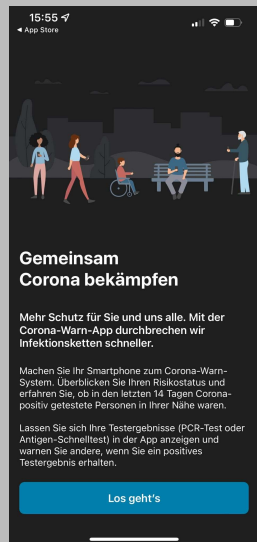 15:55
◀ App Store
Gemeinsam
Corona bekämpfen
Mehr Schutz für Sie und uns alle. Mit der
Corona-Warn-App durchbrechen wir
Infektionsketten schneller.
Machen Sie Ihr Smartphone zum Corona-Warn-
System. Überblicken Sie Ihren Risikostatus und
erfahren Sie, ob in den letzten 14 Tagen Corona-
positiv getestete Personen in Ihrer Nähe waren.
Lassen Sie sich Ihre Testergebnisse (PCR-Test oder
Antigen-Schnelltest) in der App anzeigen und
warnen Sie andere, wenn Sie ein positives
Testergebnis erhalten.
Los geht's